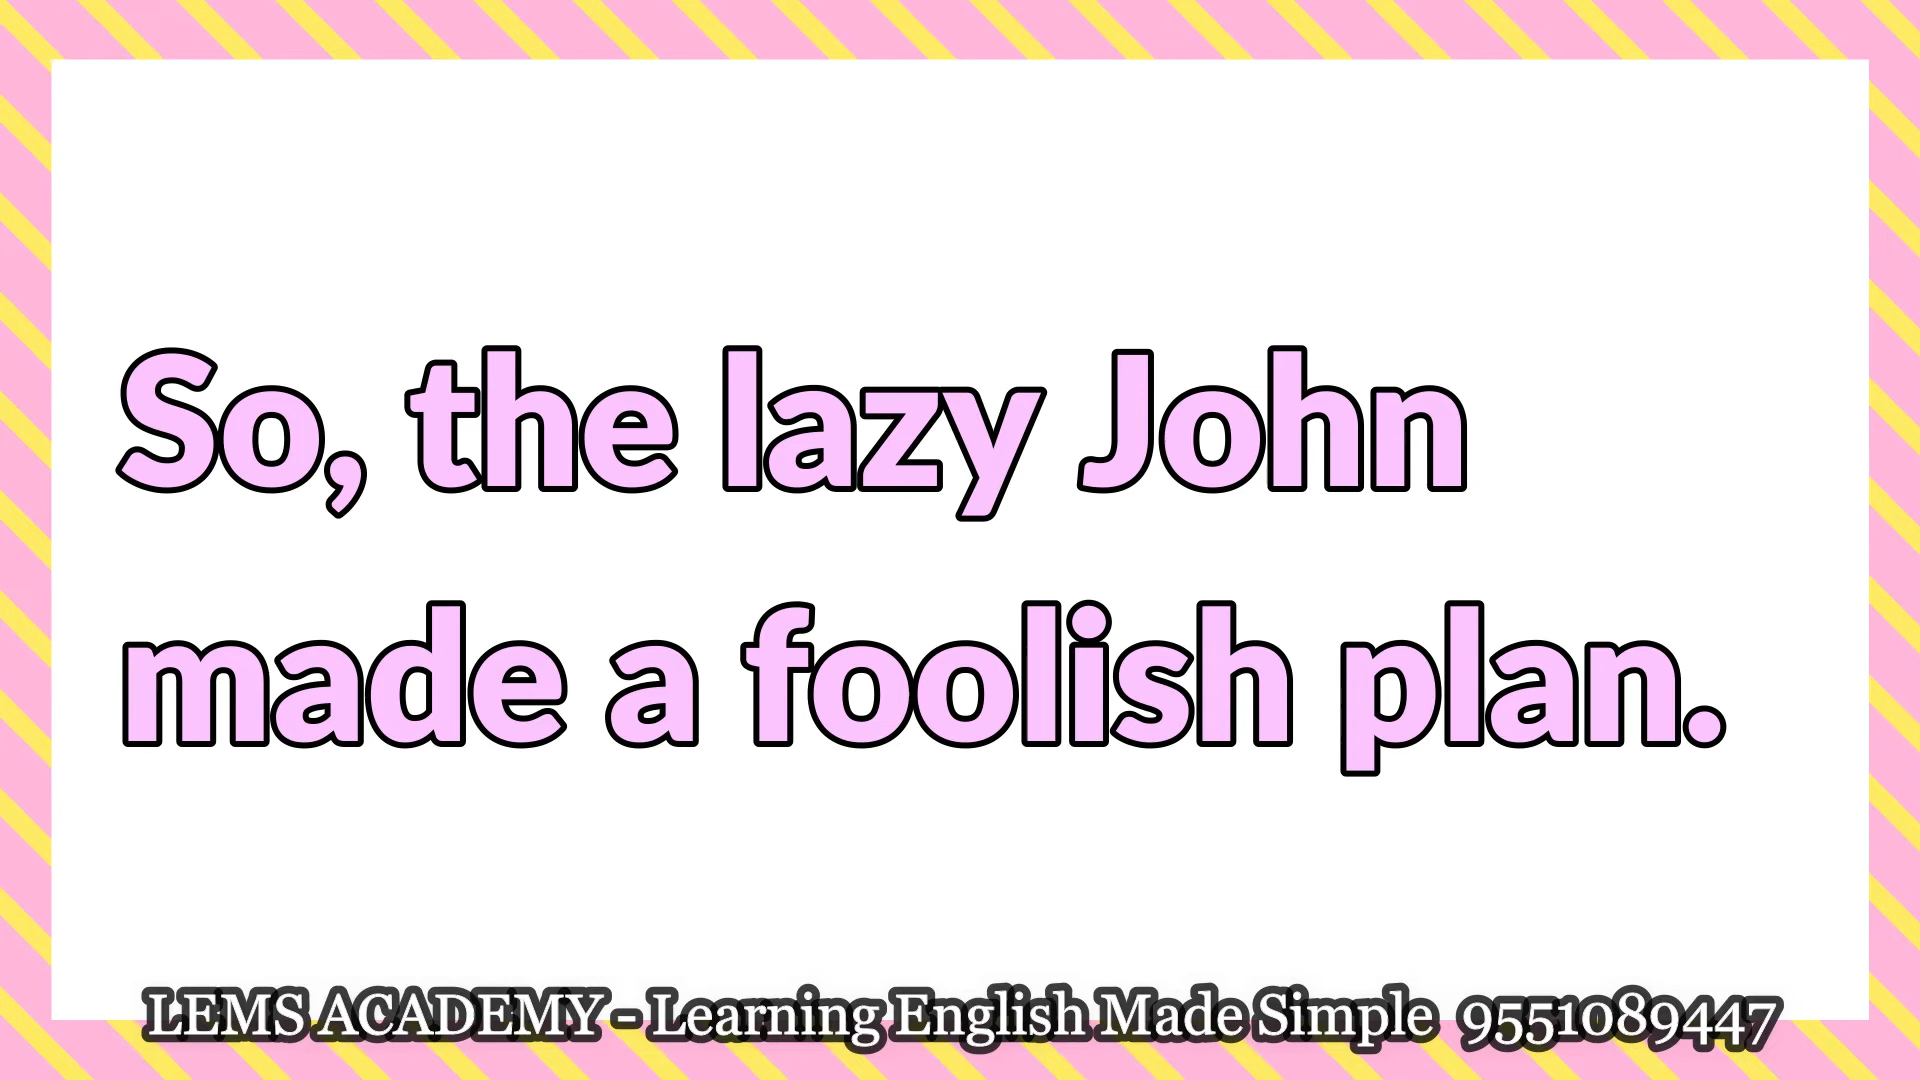 So, the lazy John
made a foolish plan.
LEMS ACADEMY - Learning English Made Simple 9551089447